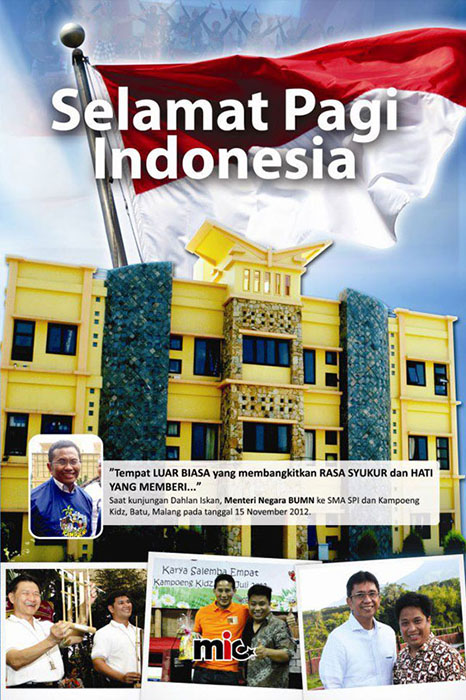 Selamat Pagi
Indonesia
"Tempat LUAR BIASA yang membangkitkan RASA SYUKUR dan HATI
YANG MEMBERI..."
Saat kunjungan Dahlan Iskan, Menteri Negara BUMN ke SMA SPI dan Kampoeng
Kidz, Batu, Malang pada tanggal 15 November 2012.
Karya Salemba Empat
Kampoeng Kidz
mic